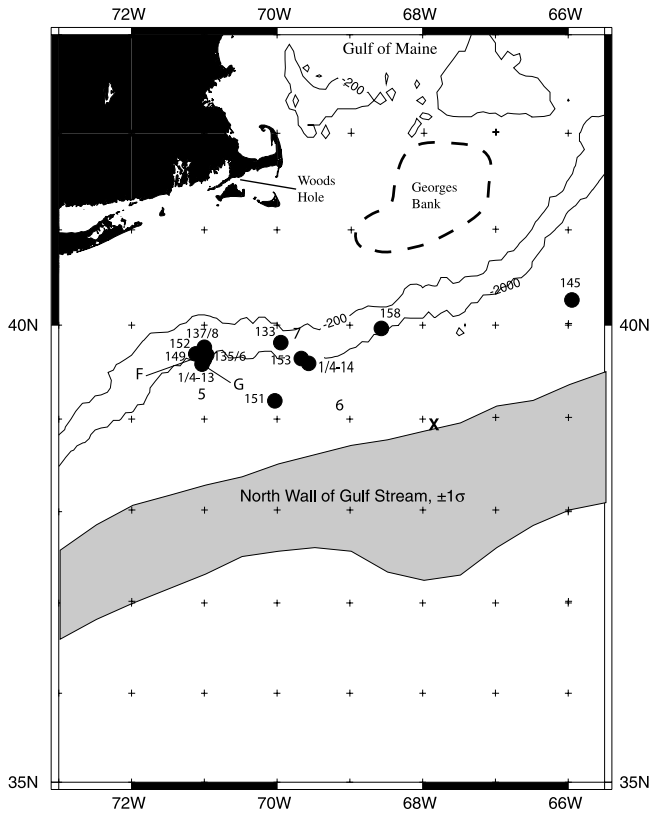 72W 70W 68W 66W
Gulf of Maine
-200
Woods
Hole
Georges
Bank
-2000
145
40N 40N
-200
158
137/8
133 7
152
149 135/6
153
1/4-14
F
1/4-13
G
5
151
6
X
North Wall of Gulf Stream, ±1σ
35N 35N
72W 70W 68W 66W